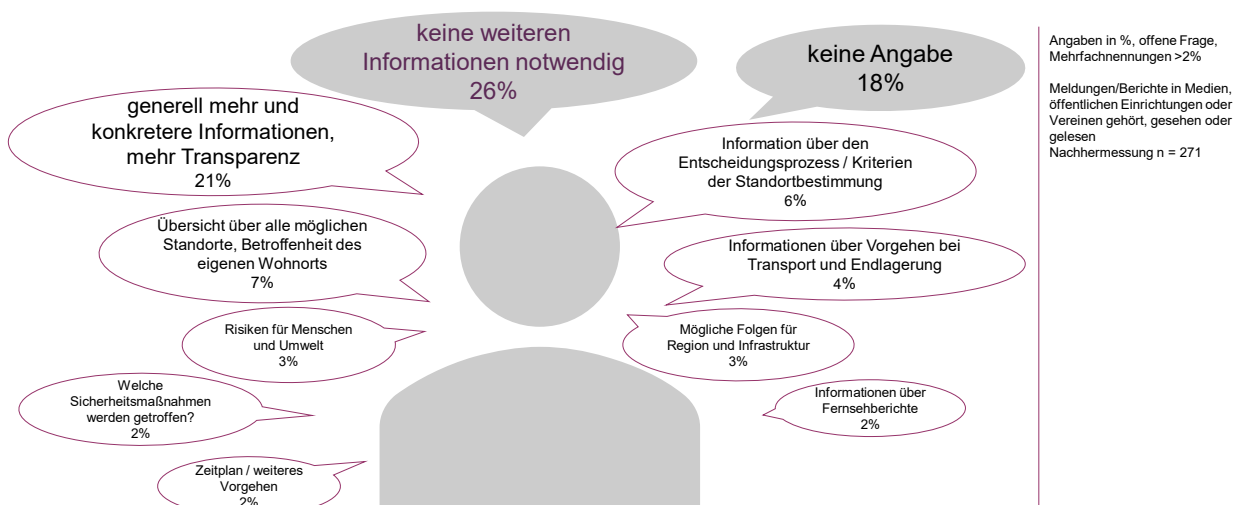 keine weiteren
Informationen notwendig
26%
keine Angabe
18%
generell mehr und
konkretere Informationen,
mehr Transparenz
21%
Information über den
Entscheidungsprozess / Kriterien
der Standortbestimmung
6%
Übersicht über alle möglichen
Standorte, Betroffenheit des
eigenen Wohnorts
7%
Informationen über Vorgehen bei
Transport und Endlagerung
4%
Risiken für Menschen
und Umwelt
3%
Mögliche Folgen für
Region und Infrastruktur
3%
Welche
Sicherheitsmaßnahmen
werden getroffen?
2%
Informationen über
Fernsehberichte
2%
Zeitplan / weiteres
Vorgehen
2%
Angaben in %, offene Frage,
Mehrfachnennungen >2%
Meldungen/Berichte in Medien,
öffentlichen Einrichtungen oder
Vereinen gehört, gesehen oder
gelesen
Nachhermessung n = 271